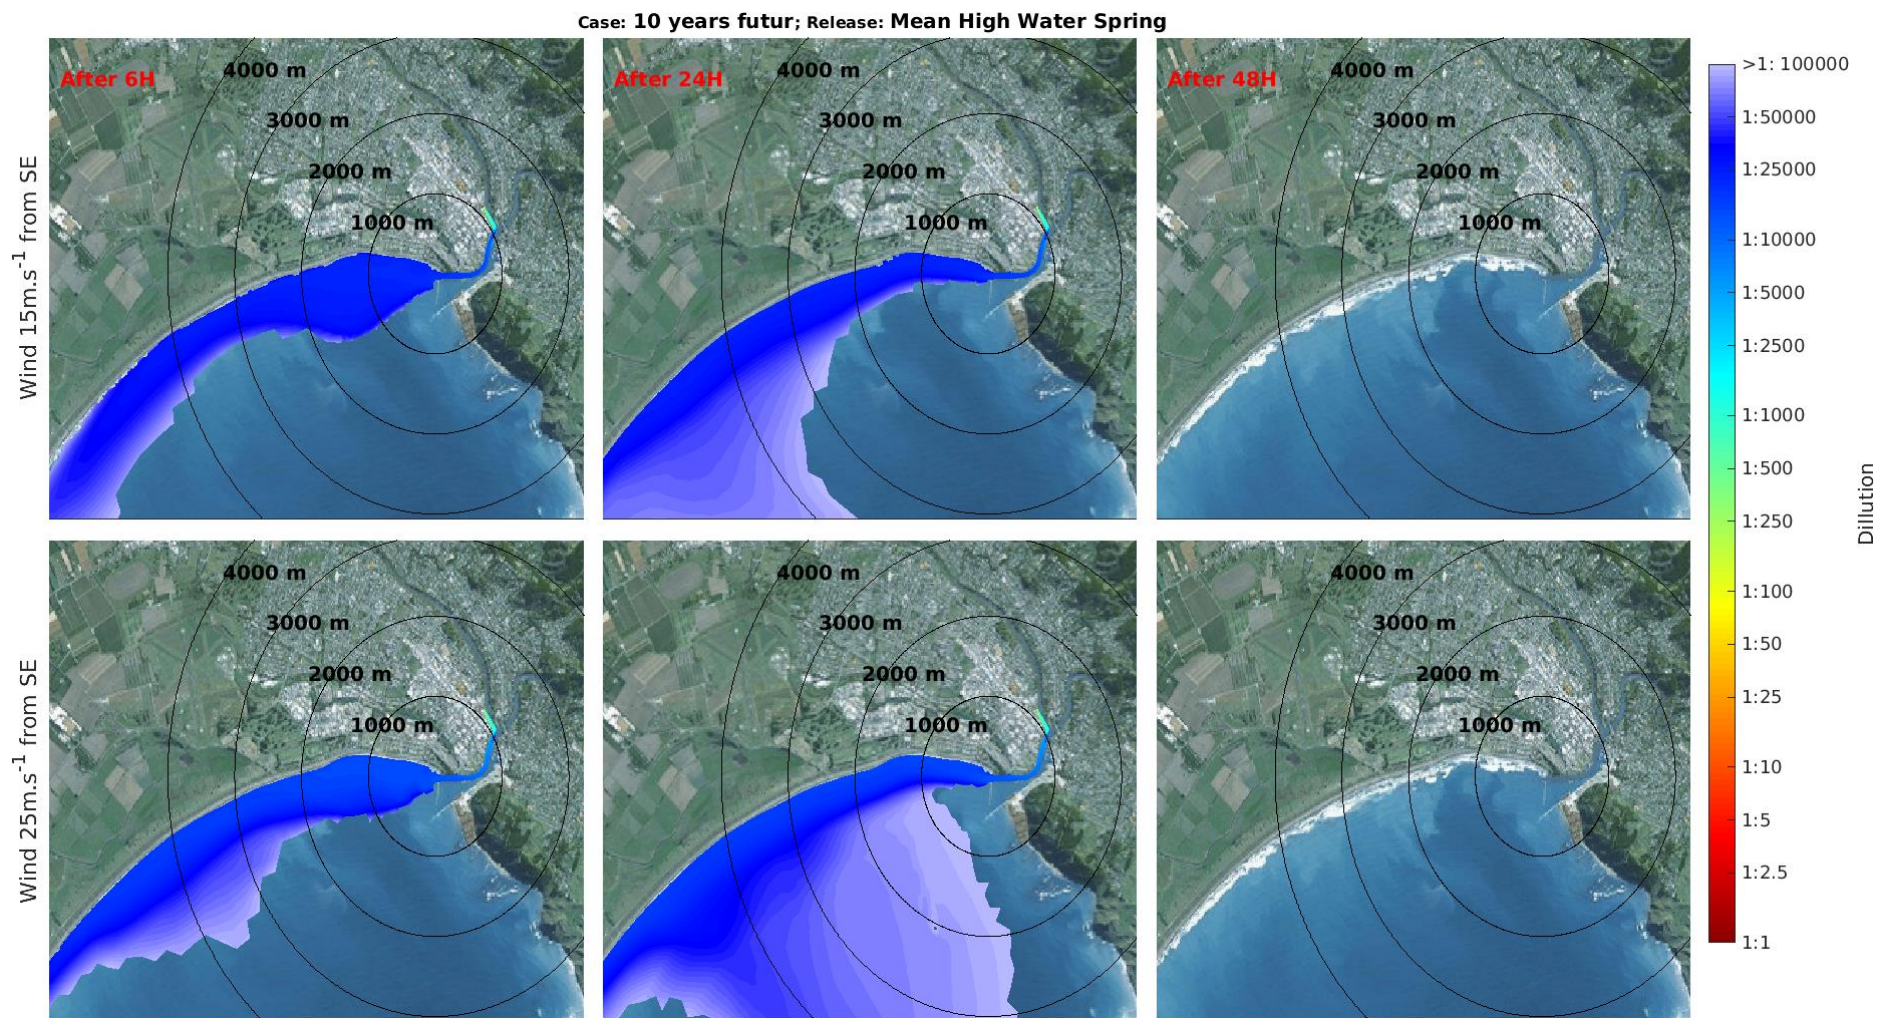 Case: 10 years futur; Release: Mean High Water Spring
After 6H
4000 m
3000 m
2000 m
1000 m
After 24H
4000 m
3000 m
2000 m
1000 m
After 48H
4000 m
3000 m
2000 m
1000 m
Wind 15m.s-1 from SE
4000 m
3000 m
2000 m
1000 m
4000 m
3000 m
2000 m
1000 m
4000 m
3000 m
2000 m
1000 m
Wind 25m.s-1 from SE
>1: 100000
1:50000
1:25000
1:10000
1:5000
1:2500
1:1000
1:500
1:250
1:100
1:50
1:25
1:10
1:5
1:2.5
1:1
Dillution